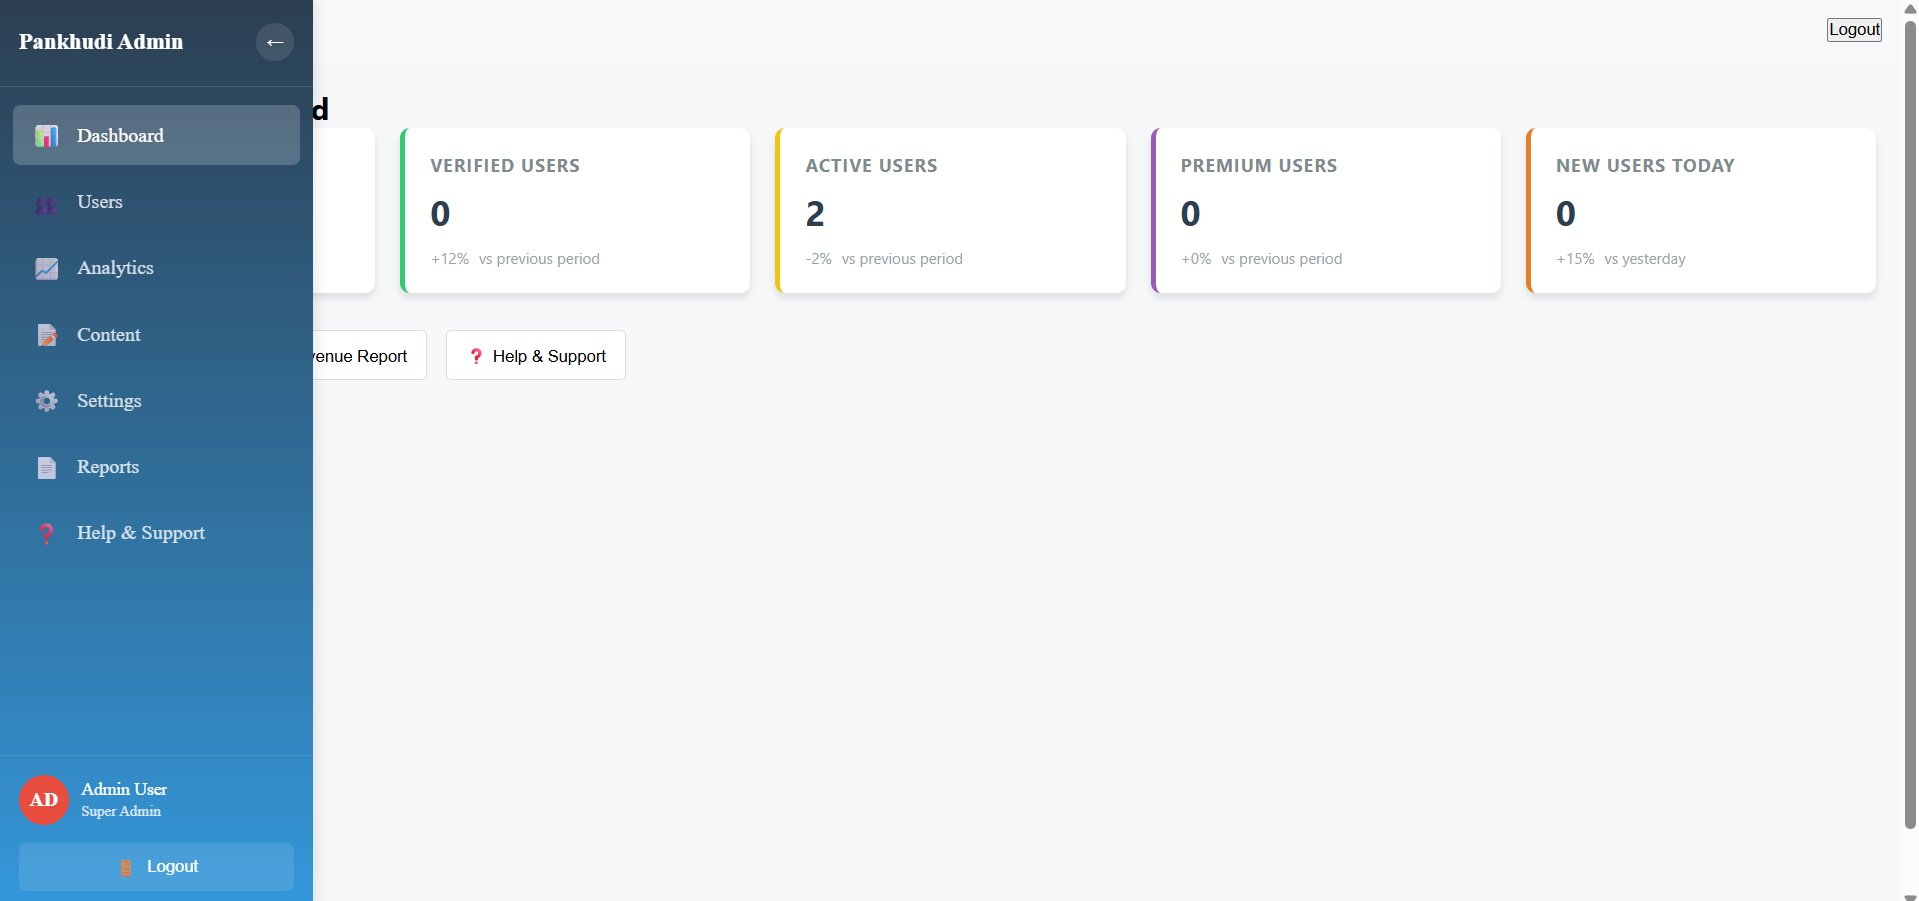 Pankhudi Admin
←
Logout
Dashboard
Users
Analytics
Content
Settings
Reports
Help & Support
d
VERIFIED USERS
0
+12% vs previous period
ACTIVE USERS
2
-2% vs previous period
PREMIUM USERS
0
+0% vs previous period
NEW USERS TODAY
0
+15% vs yesterday
venue Report
❓ Help & Support
AD
Admin User
Super Admin
Logout